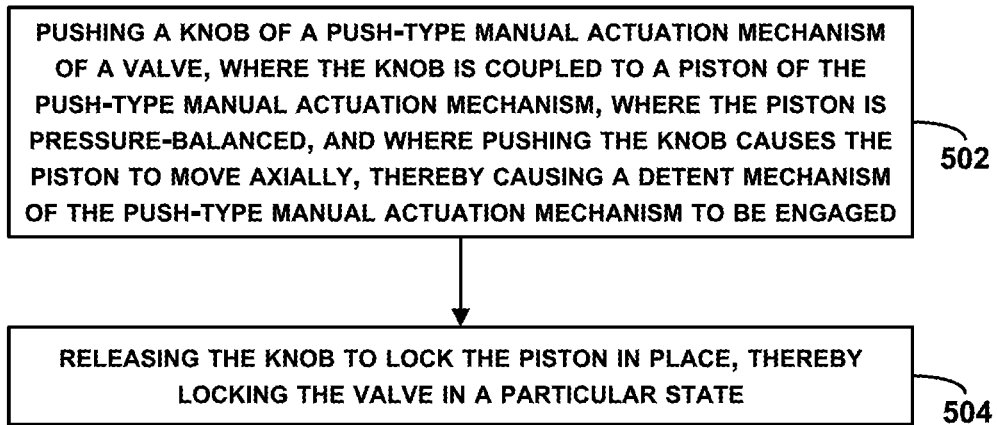 PUSHING A KNOB OF A PUSH-TYPE MANUAL ACTUATION MECHANISM
OF A VALVE, WHERE THE KNOB IS COUPLED TO A PISTON OF THE
PUSH-TYPE MANUAL ACTUATION MECHANISM, WHERE THE PISTON IS
PRESSURE-BALANCED, AND WHERE PUSHING THE KNOB CAUSES THE
PISTON TO MOVE AXIALLY, THEREBY CAUSING A DETENT MECHANISM
OF THE PUSH-TYPE MANUAL ACTUATION MECHANISM TO BE ENGAGED
502
RELEASING THE KNOB TO LOCK THE PISTON IN PLACE, THEREBY
LOCKING THE VALVE IN A PARTICULAR STATE
504